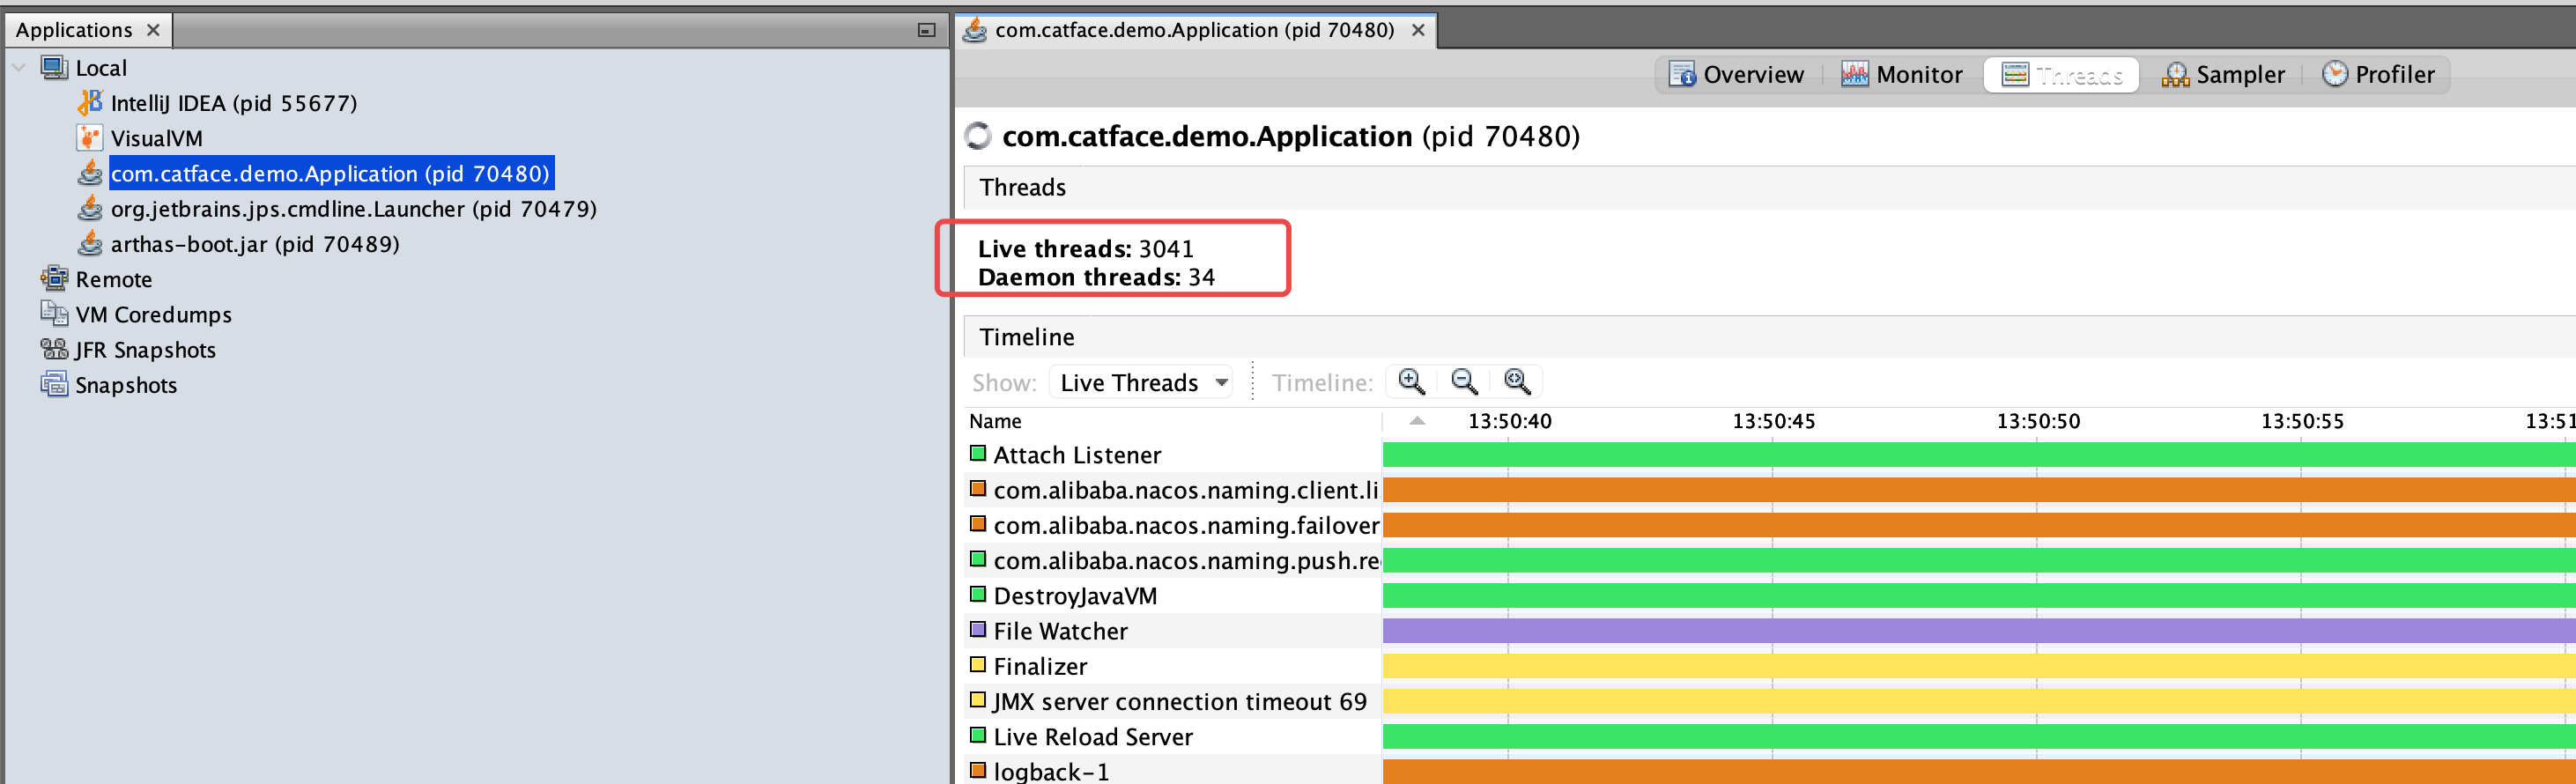 Applications
Local
IntelliJ IDEA (pid 55677)
VisualVM
com.catface.demo.Application (pid 70480)
org.jetbrains.jps.cmdline.Launcher (pid 70479)
arthas-boot.jar (pid 70489)
Remote
VM Coredumps
JFR Snapshots
Snapshots
com.catface.demo.Application (pid 70480)
Overview Monitor Threads Sampler Profiler
com.catface.demo.Application (pid 70480)
Threads
Live threads: 3041
Daemon threads: 34
Timeline
Show: Live Threads Timeline:
Name 13:50:40 13:50:45 13:50:50 13:50:55 13:51
Attach Listener
com.alibaba.nacos.naming.client.li
com.alibaba.nacos.naming.failover
com.alibaba.nacos.naming.push.re
DestroyJavaVM
File Watcher
Finalizer
JMX server connection timeout 69
Live Reload Server
logback-1